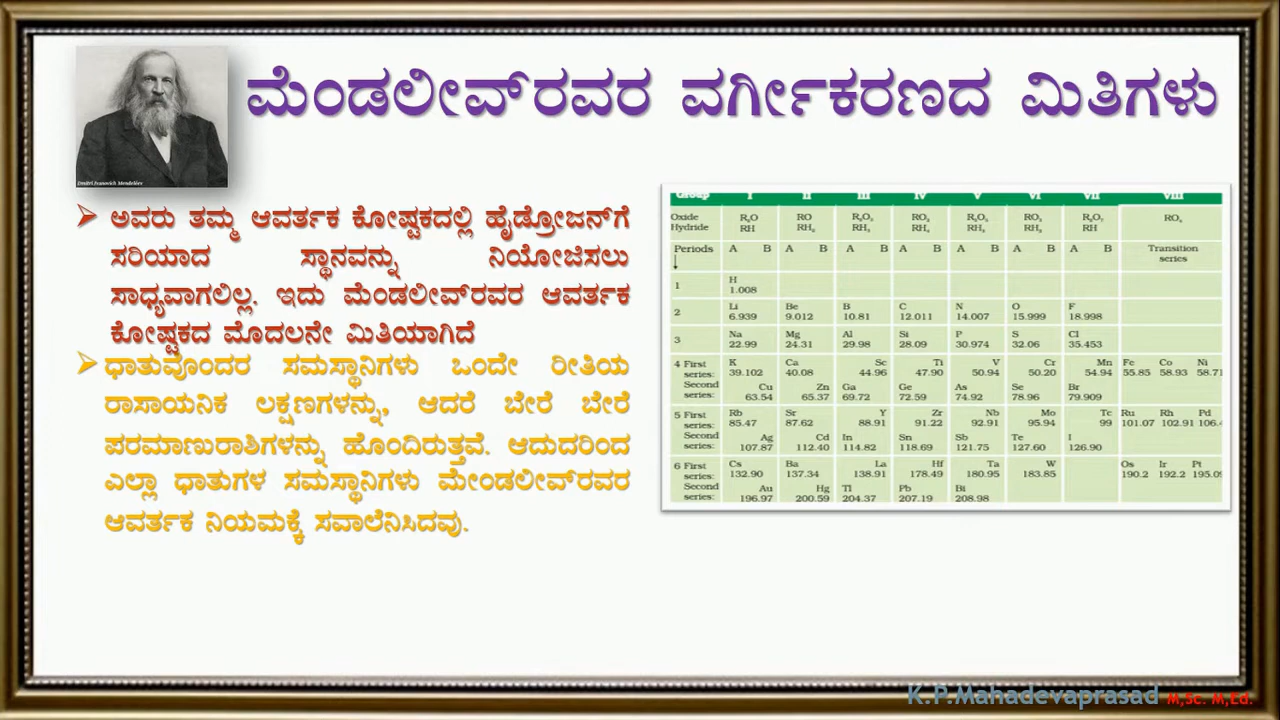 ಮೆಂಡಲೀವ್‌ರವರ ವರ್ಗೀಕರಣದ ಮಿತಿಗಳು
Dmitri Ivanovich Mendeleev
ಅವರು ತಮ್ಮ ಆವರ್ತಕ ಕೋಷ್ಟಕದಲ್ಲಿ ಹೈಡ್ರೋಜನ್‌ಗೆ
ಸರಿಯಾದ ಸ್ಥಾನವನ್ನು ನಿಯೋಜಿಸಲು
ಸಾಧ್ಯವಾಗಲಿಲ್ಲ. ಇದು ಮೆಂಡಲೀವ್‌ರವರ ಆವರ್ತಕ
ಕೋಷ್ಟಕದ ಮೊದಲನೇ ಮಿತಿಯಾಗಿದೆ
ಧಾತುವೊಂದರ ಸಮಸ್ಥಾನಿಗಳು ಒಂದೇ ರೀತಿಯ
ರಾಸಾಯನಿಕ ಲಕ್ಷಣಗಳನ್ನು, ಆದರೆ ಬೇರೆ ಬೇರೆ
ಪರಮಾಣುರಾಶಿಗಳನ್ನು ಹೊಂದಿರುತ್ತವೆ. ಆದುದರಿಂದ
ಎಲ್ಲಾ ಧಾತುಗಳ ಸಮಸ್ಥಾನಿಗಳು ಮೇಂಡಲೀವ್‌ರವರ
ಆವರ್ತಕ ನಿಯಮಕ್ಕೆ ಸವಾಲೆನಿಸಿದವು.
Group I II III IV V VI VII VIII
Oxide R₂O RO R₂O₃ RO₂ R₂O₅ RO₃ R₂O₇ RO₄
Hydride RH RH₂ RH₃ RH₄ RH₃ RH₂ RH
Periods A B A B A B A B A B A B A B Transition
↓ series
1 H
1.008
2 Li Be B C N O F
6.939 9.012 10.81 12.011 14.007 15.999 18.998
3 Na Mg Al Si P S Cl
22.99 24.31 29.98 28.09 30.974 32.06 35.453
4 First K Ca Sc Ti V Cr Mn Fe Co Ni
series: 39.102 40.08 44.96 47.90 50.94 50.20 54.94 55.85 58.93 58.71
Second Cu Zn Ga Ge As Se Br
series: 63.54 65.37 69.72 72.59 74.92 78.96 79.909
5 First Rb Sr Y Zr Nb Mo Tc Ru Rh Pd
series: 85.47 87.62 88.91 91.22 92.91 95.94 99 101.07 102.91 106.4
Second Ag Cd In Sn Sb Te I
series: 107.87 112.40 114.82 118.69 121.75 127.60 126.90
6 First Cs Ba La Hf Ta W Os Ir Pt
series: 132.90 137.34 138.91 178.49 180.95 183.85 190.2 192.2 195.09
Second Au Hg Tl Pb Bi
series: 196.97 200.59 204.37 207.19 208.98
K.P.Mahadevaprasad M,Sc. M,Ed.